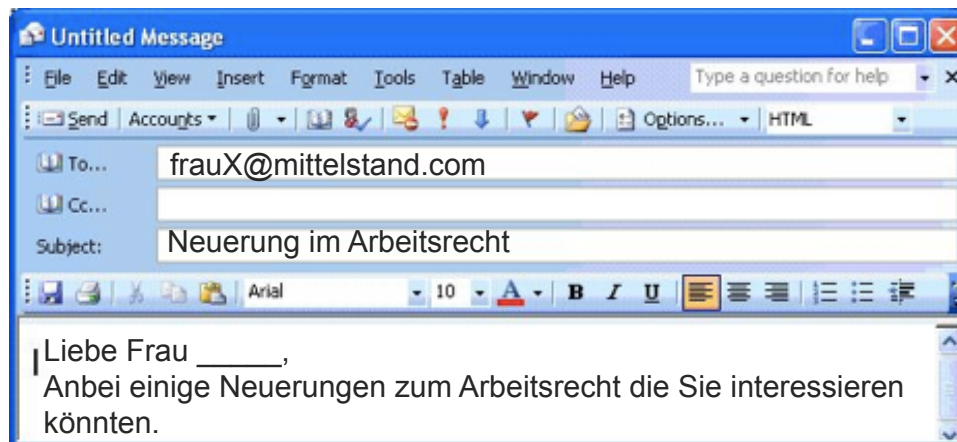 Untitled Message
File Edit View Insert Format Tools Table Window Help Type a question for help
Send Accounts Options... HTML
To... frauX@mittelstand.com
Cc...
Subject: Neuerung im Arbeitsrecht
Arial 10 A B I U
Liebe Frau _____,
Anbei einige Neuerungen zum Arbeitsrecht die Sie interessieren
könnten.